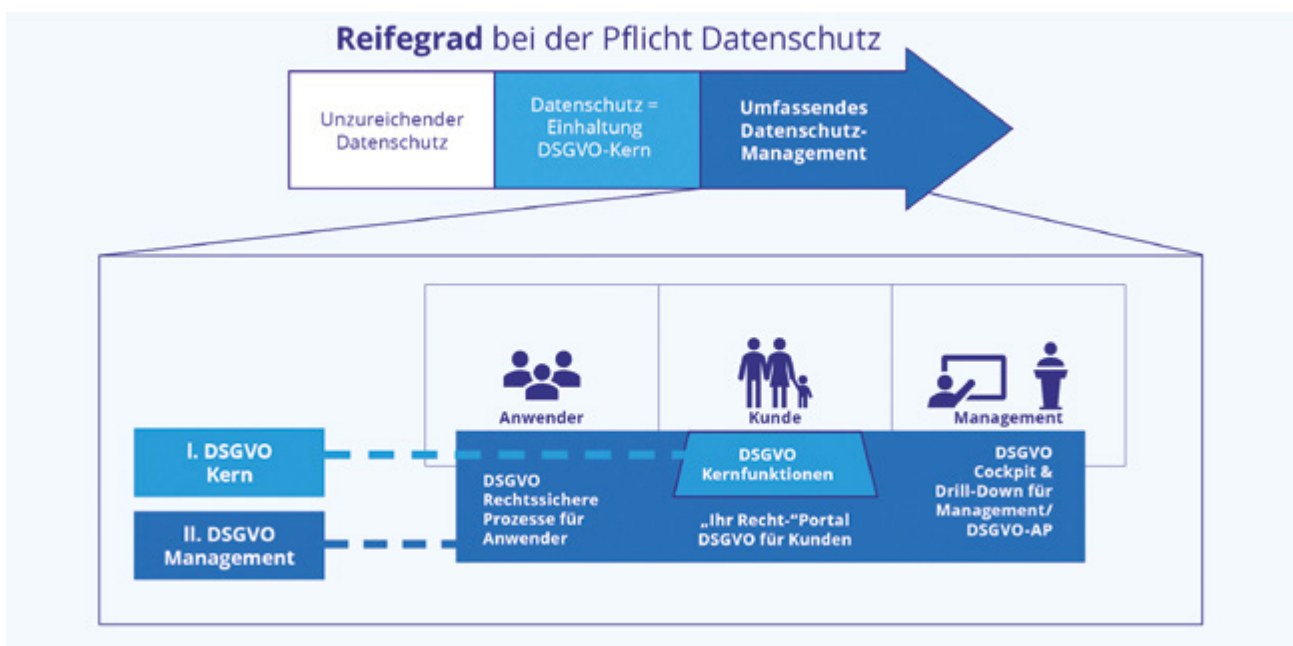 Reifegrad bei der Pflicht Datenschutz
Unzureichender
Datenschutz
Datenschutz =
Einhaltung
DSGVO-Kern
Umfassendes
Datenschutz-
Management
Anwender
Kunde
Management
I. DSGVO
Kern
II. DSGVO
Management
DSGVO
Rechtssichere
Prozesse für
Anwender
DSGVO
Kernfunktionen
„Ihr Recht-“Portal
DSGVO für Kunden
DSGVO
Cockpit &
Drill-Down für
Management/
DSGVO-AP